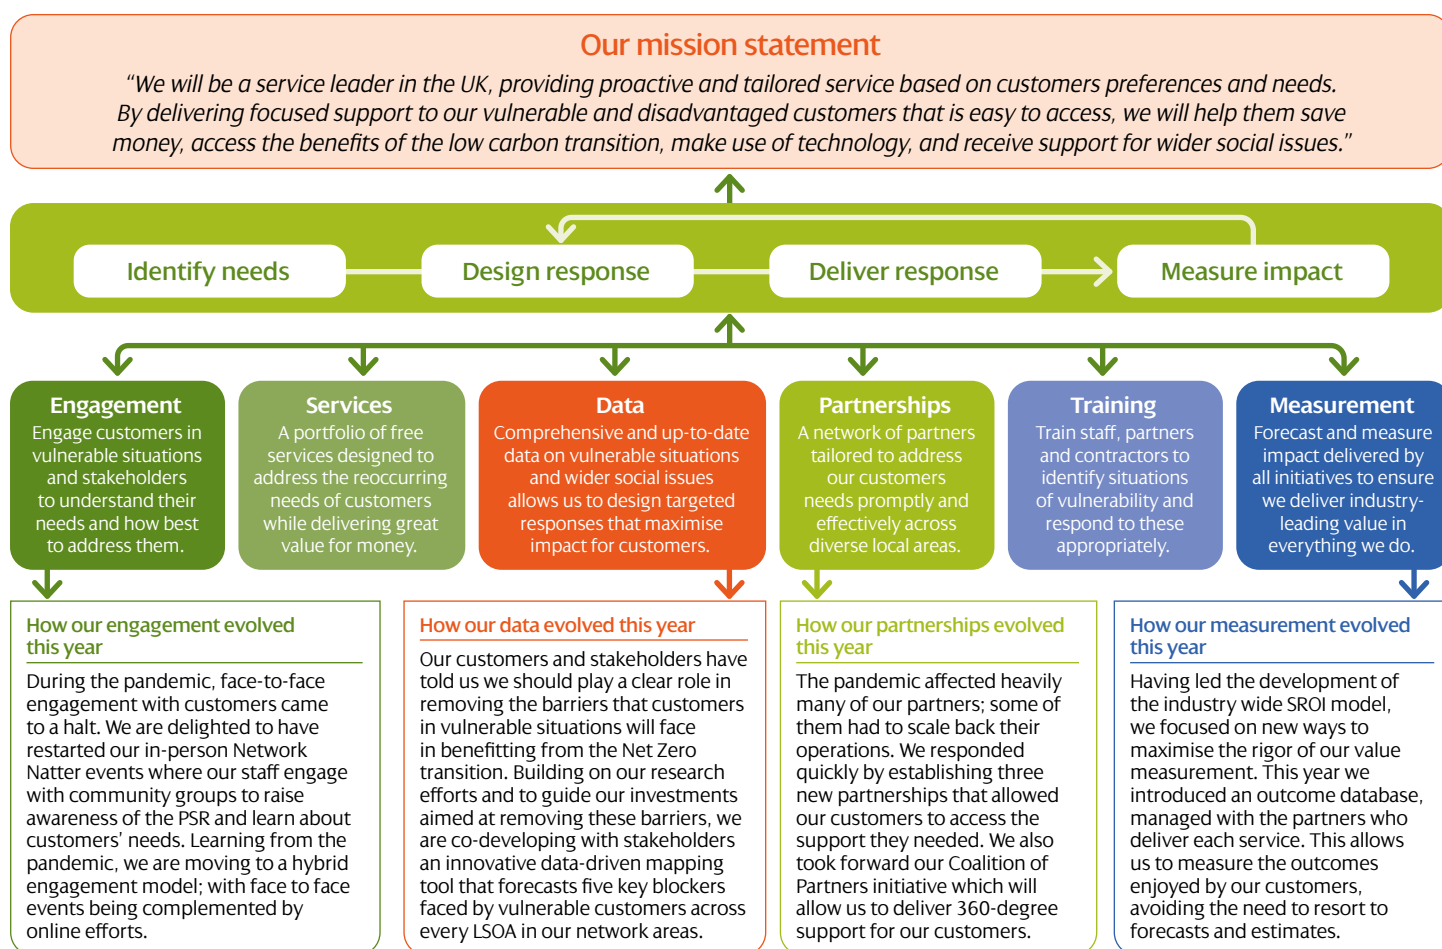 Our mission statement
“We will be a service leader in the UK, providing proactive and tailored service based on customers preferences and needs.
By delivering focused support to our vulnerable and disadvantaged customers that is easy to access, we will help them save
money, access the benefits of the low carbon transition, make use of technology, and receive support for wider social issues.”
Identify needs
Design response
Deliver response
Measure impact
Engagement
Engage customers in
vulnerable situations
and stakeholders
to understand their
needs and how best
to address them.
Services
A portfolio of free
services designed to
address the reoccurring
needs of customers
while delivering great
value for money.
Data
Comprehensive and up-to-date
data on vulnerable situations
and wider social issues
allows us to design targeted
responses that maximise
impact for customers.
Partnerships
A network of partners
tailored to address
our customers
needs promptly and
effectively across
diverse local areas.
Training
Train staff, partners
and contractors to
identify situations
of vulnerability and
respond to these
appropriately.
Measurement
Forecast and measure
impact delivered by
all initiatives to ensure
we deliver industry-
leading value in
everything we do.
How our engagement evolved
this year
During the pandemic, face-to-face
engagement with customers came
to a halt. We are delighted to have
restarted our in-person Network
Natter events where our staff engage
with community groups to raise
awareness of the PSR and learn about
customers’ needs. Learning from the
pandemic, we are moving to a hybrid
engagement model; with face to face
events being complemented by
online efforts.
How our data evolved this year
Our customers and stakeholders have
told us we should play a clear role in
removing the barriers that customers
in vulnerable situations will face
in benefitting from the Net Zero
transition. Building on our research
efforts and to guide our investments
aimed at removing these barriers, we
are co-developing with stakeholders
an innovative data-driven mapping
tool that forecasts five key blockers
faced by vulnerable customers across
every LSOA in our network areas.
How our partnerships evolved
this year
The pandemic affected heavily
many of our partners; some of
them had to scale back their
operations. We responded
quickly by establishing three
new partnerships that allowed
our customers to access the
support they needed. We also
took forward our Coalition of
Partners initiative which will
allow us to deliver 360-degree
support for our customers.
How our measurement evolved
this year
Having led the development of
the industry wide SROI model,
we focused on new ways to
maximise the rigor of our value
measurement. This year we
introduced an outcome database,
managed with the partners who
deliver each service. This allows
us to measure the outcomes
enjoyed by our customers,
avoiding the need to resort to
forecasts and estimates.